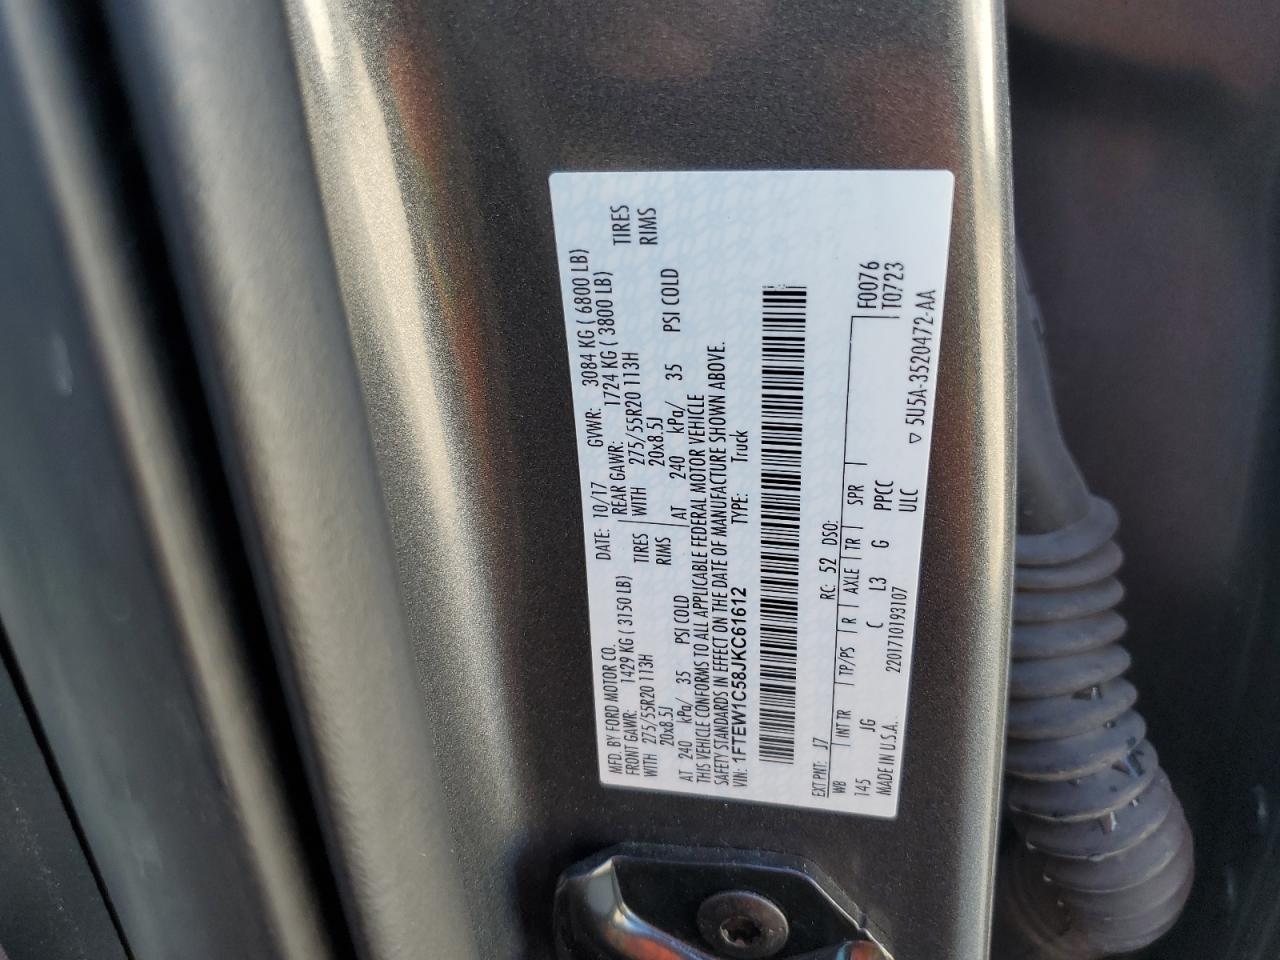 MFD. BY FORD MOTOR CO. DATE: 10/17 GVWR: 3084 KG ( 6800 LB)
FRONT GAWR: 1429 KG ( 3150 LB) REAR GAWR: 1724 KG ( 3800 LB)
WITH 275/55R20 113H TIRES WITH 275/55R20 113H TIRES
20x8.5J RIMS 20x8.5J RIMS
AT 240 kPa/ 35 PSI COLD AT 240 kPa/ 35 PSI COLD
THIS VEHICLE CONFORMS TO ALL APPLICABLE FEDERAL MOTOR VEHICLE
SAFETY STANDARDS IN EFFECT ON THE DATE OF MANUFACTURE SHOWN ABOVE.
VIN: 1FTEW1C58JKC61612 TYPE: Truck
EXT PNT: J7 RC: 52 DSO:
WB INT TR TP/PS R AXLE TR SPR F0076
145 JG C L3 G PPCC T0723
MADE IN U.S.A. 2201710193107 ULC
▽ 5U5A-3520472-AA